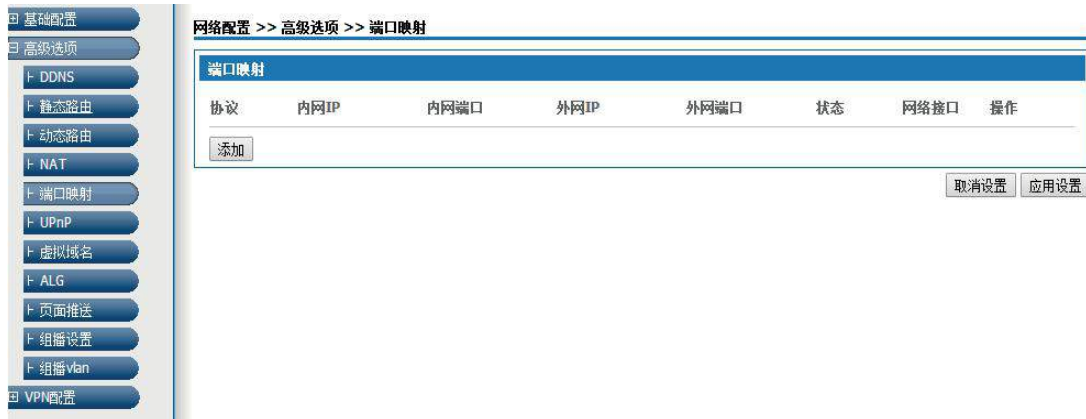 基础配置
高级选项
DDNS
静态路由
动态路由
NAT
端口映射
UPnP
虚拟域名
ALG
页面推送
组播设置
组播vlan
VPN配置
网络配置 >> 高级选项 >> 端口映射
端口映射
协议 内网IP 内网端口 外网IP 外网端口 状态 网络接口 操作
添加
取消设置 应用设置